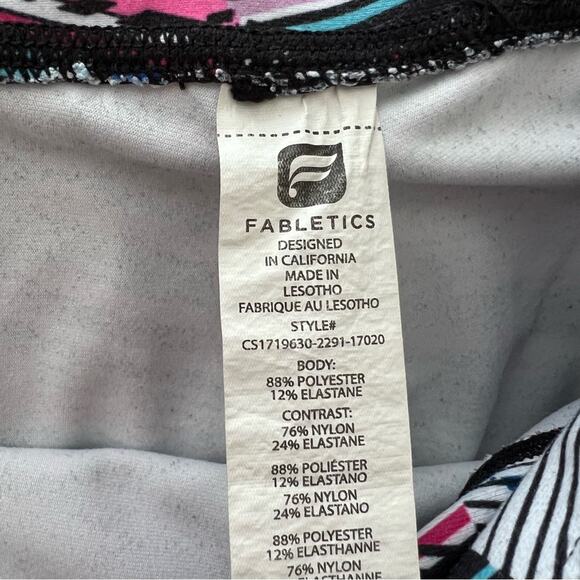 FABLETICS
DESIGNED
IN CALIFORNIA
MADE IN
LESOTHO
FABRIQUE AU LESOTHO
STYLE#
CS1719630-2291-17020
BODY:
88% POLYESTER
12% ELASTANE
CONTRAST:
76% NYLON
24% ELASTANE
88% POLIÉSTER
12% ELASTANO
76% NYLON
24% ELASTANO
88% POLYESTER
12% ELASTHANNE
76% NYLON